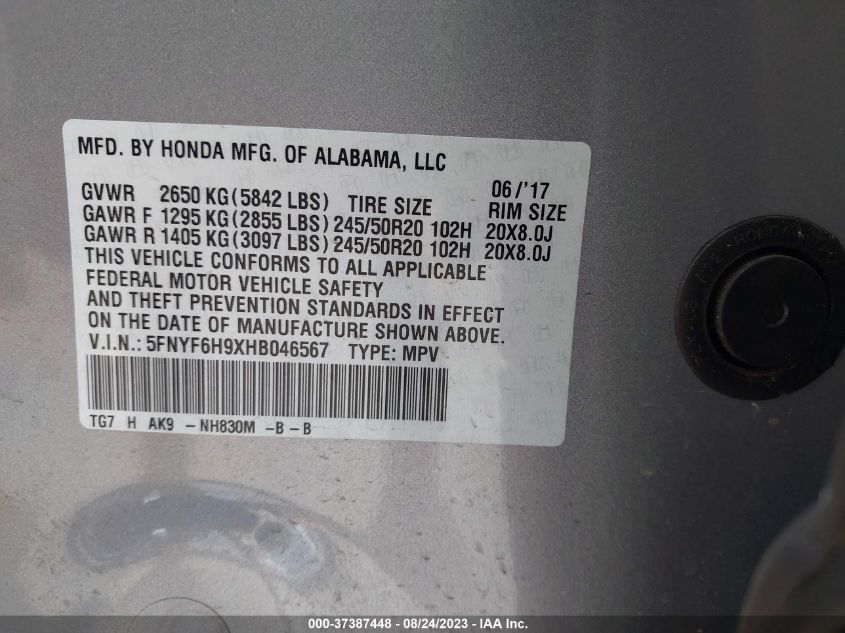 MFD. BY HONDA MFG. OF ALABAMA, LLC
06/'17
GVWR 2650 KG (5842 LBS) TIRE SIZE RIM SIZE
GAWR F 1295 KG (2855 LBS) 245/50R20 102H 20X8.0J
GAWR R 1405 KG (3097 LBS) 245/50R20 102H 20X8.0J
THIS VEHICLE CONFORMS TO ALL APPLICABLE
FEDERAL MOTOR VEHICLE SAFETY
AND THEFT PREVENTION STANDARDS IN EFFECT
ON THE DATE OF MANUFACTURE SHOWN ABOVE.
V.I.N.: 5FNYF6H9XHB046567 TYPE: MPV
TG7 H AK9 - NH830M - B - B
HONDA
000-37387448 - 08/24/2023 - IAA Inc.